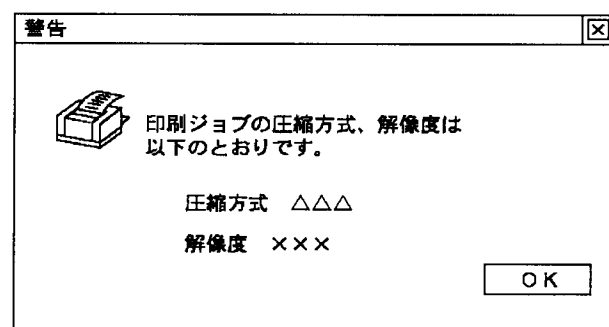 警告
印刷ジョブの圧縮方式、解像度は
以下のとおりです。
圧縮方式 △△△
解像度 ×××
OK